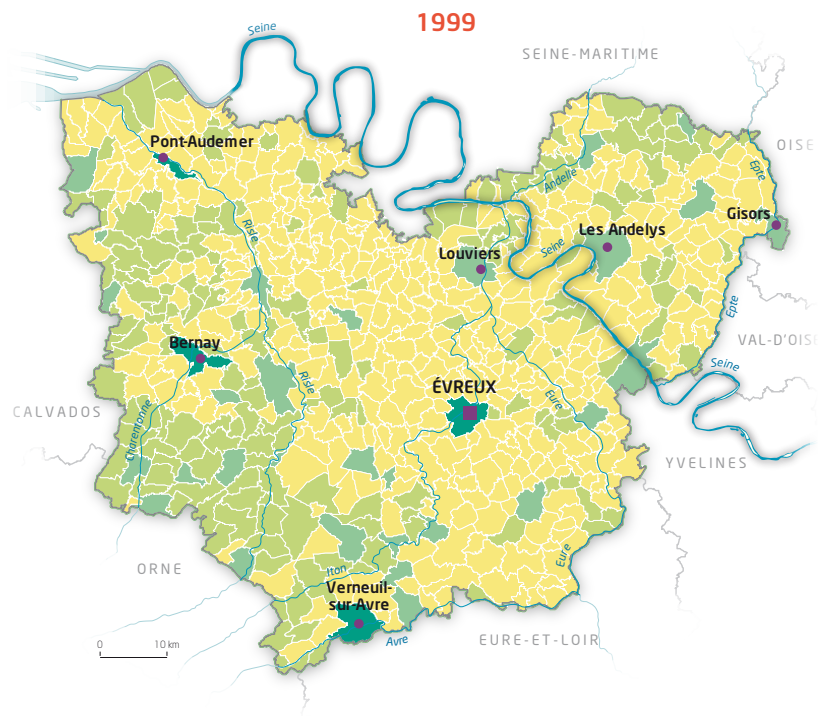 1999
Seine
SEINE-MARITIME
Pont-Audemer
OISE
Epte
Andelle
Gisors
Risle
Les Andelys
Seine
Louviers
Epte
Bernay
VAL-D'OIS
Seine
ÉVREUX
Risle
Eure
CALVADOS
Charentonne
YVELINES
Eure
ORNE
Iton
Verneuil-
sur-Avre
Avre
EURE-ET-LOIR
0 10 km